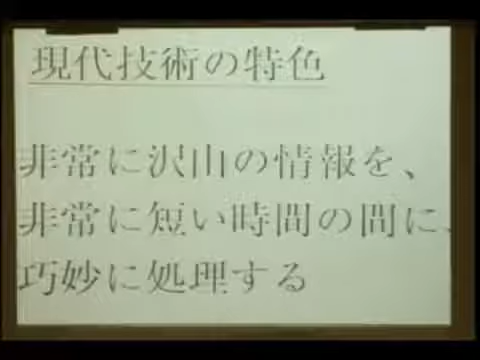 現代技術の特色
非常に沢山の情報を、
非常に短い時間の間に、
巧妙に処理する